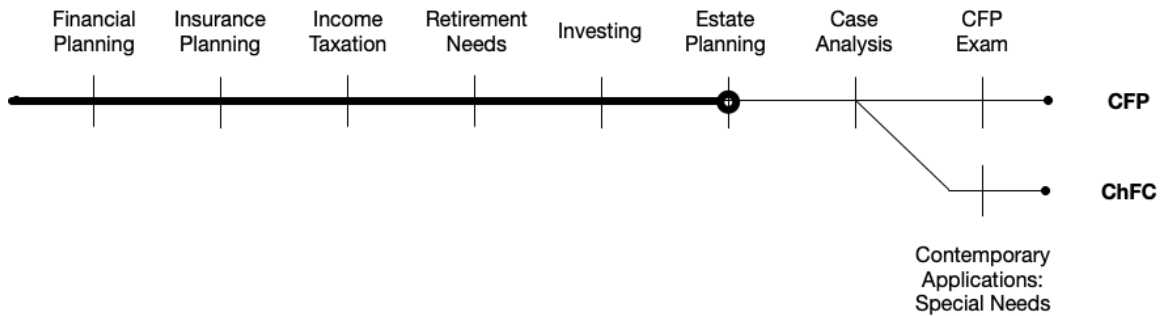 Financial
Planning
Insurance
Planning
Income
Taxation
Retirement
Needs
Investing
Estate
Planning
Case
Analysis
CFP
Exam
CFP
ChFC
Contemporary
Applications:
Special Needs